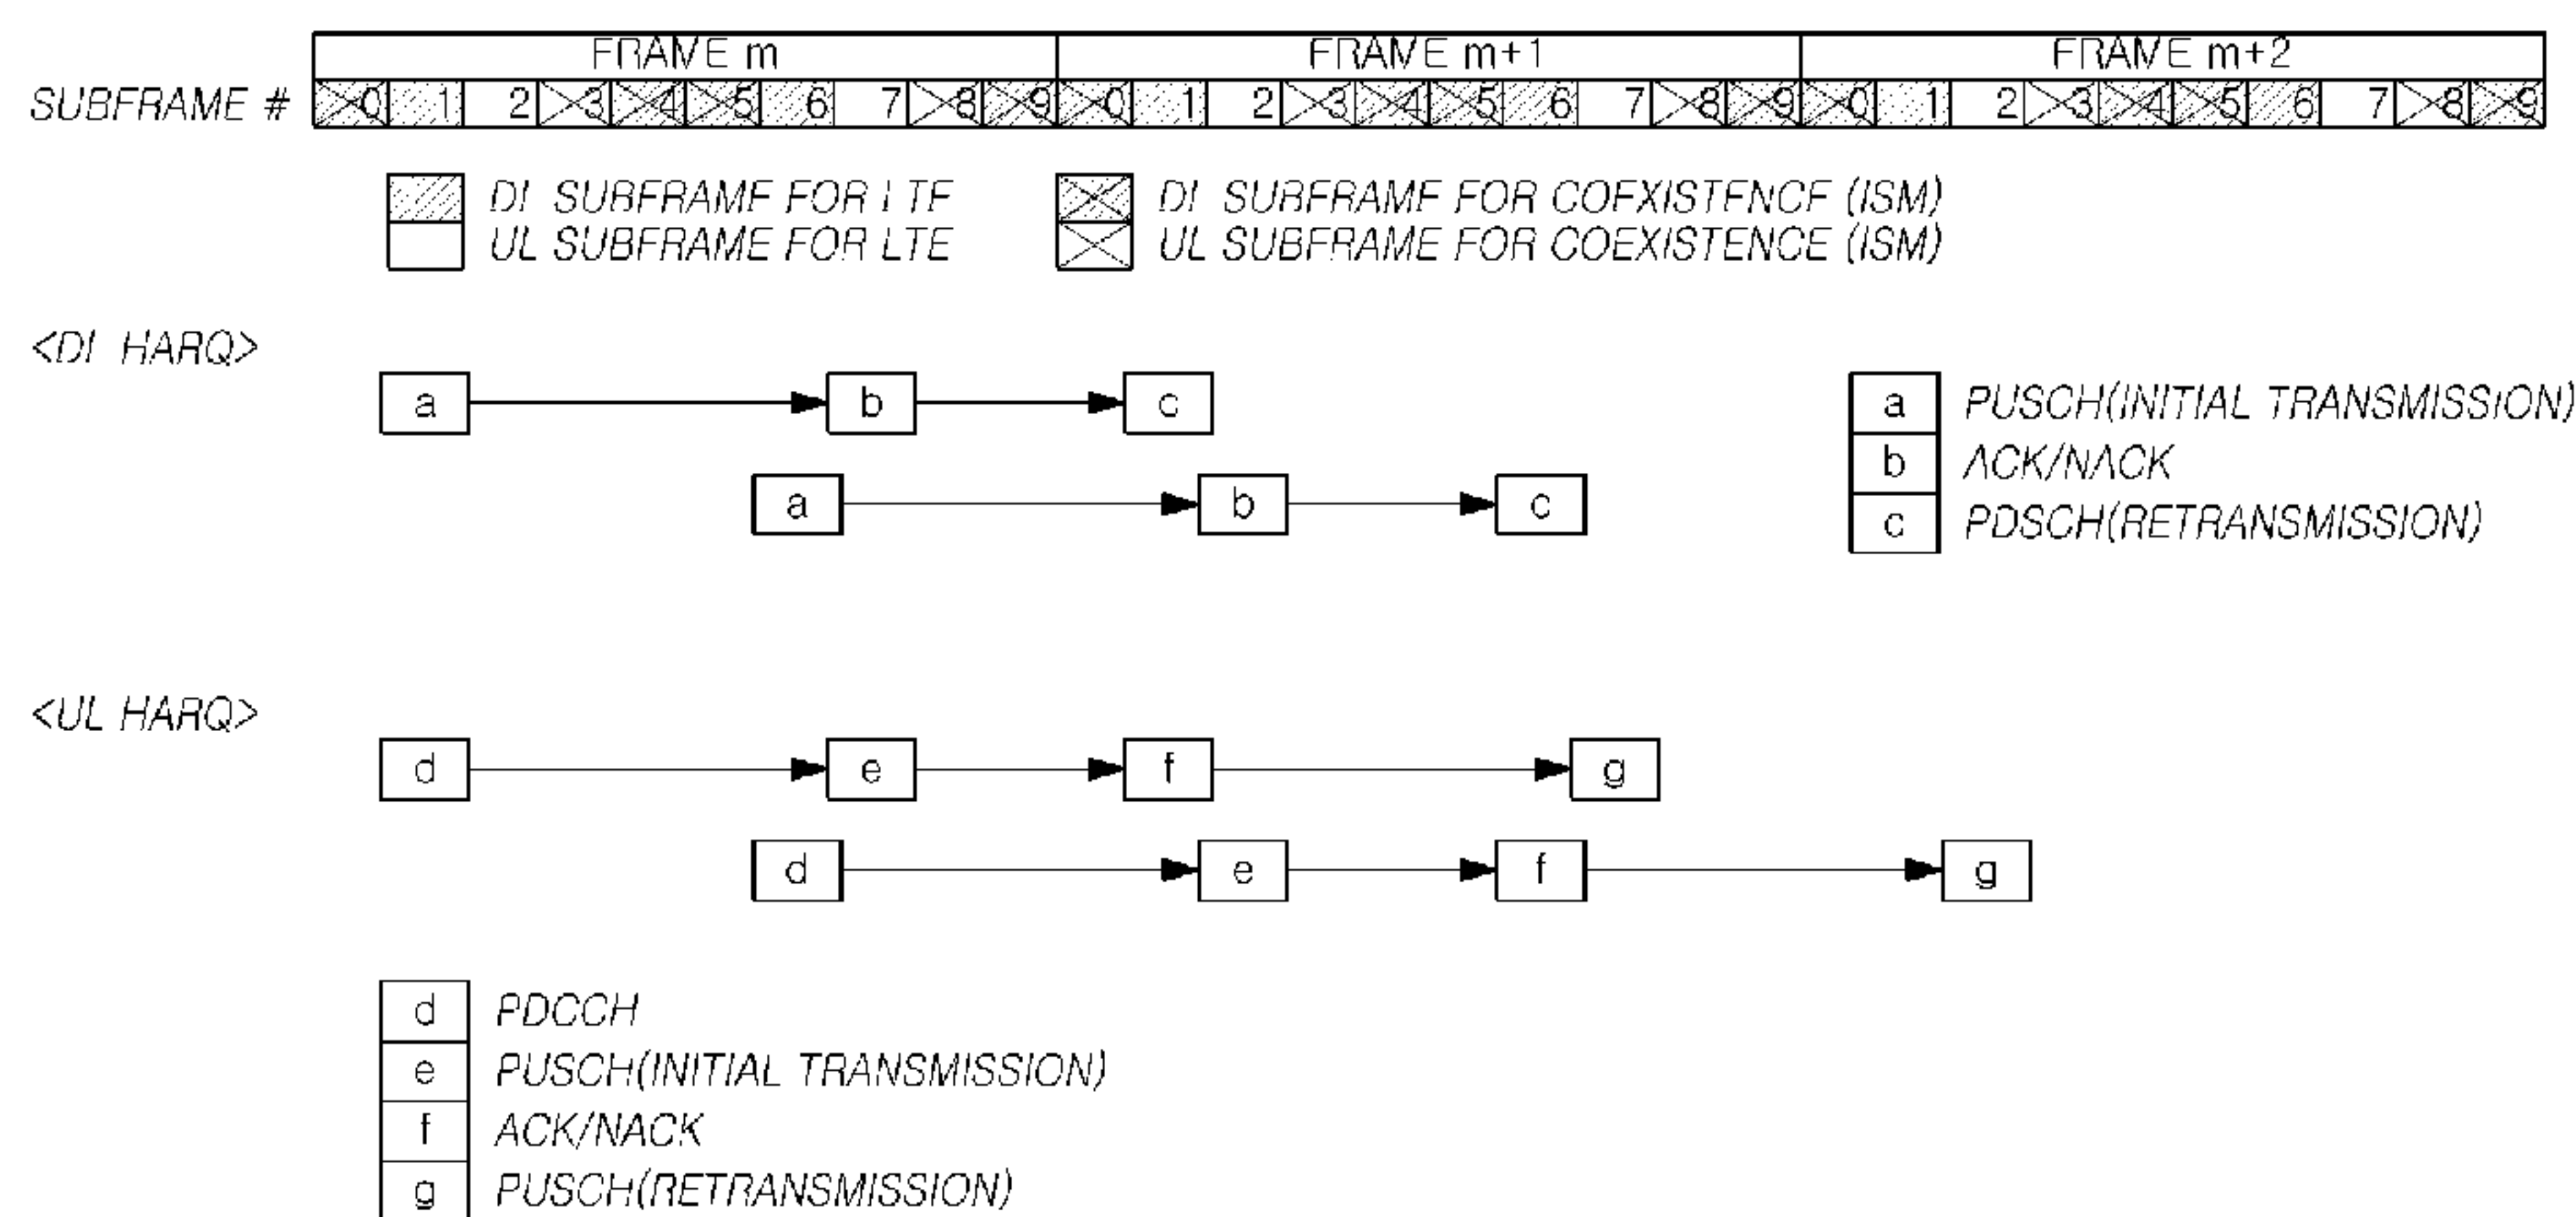 FRAME m FRAME m+1 FRAME m+2
SUBFRAME # 0 1 2 3 4 5 6 7 8 9 0 1 2 3 4 5 6 7 8 9 0 1 2 3 4 5 6 7 8 9
DL SUBFRAME FOR LTE DL SUBFRAME FOR COEXISTENCE (ISM)
UL SUBFRAME FOR LTE UL SUBFRAME FOR COEXISTENCE (ISM)
<DL HARQ>
a b c
a b c
a PUSCH(INITIAL TRANSMISSION)
b ACK/NACK
c PDSCH(RETRANSMISSION)
<UL HARQ>
d e f g
d e f g
d PDCCH
e PUSCH(INITIAL TRANSMISSION)
f ACK/NACK
g PUSCH(RETRANSMISSION)